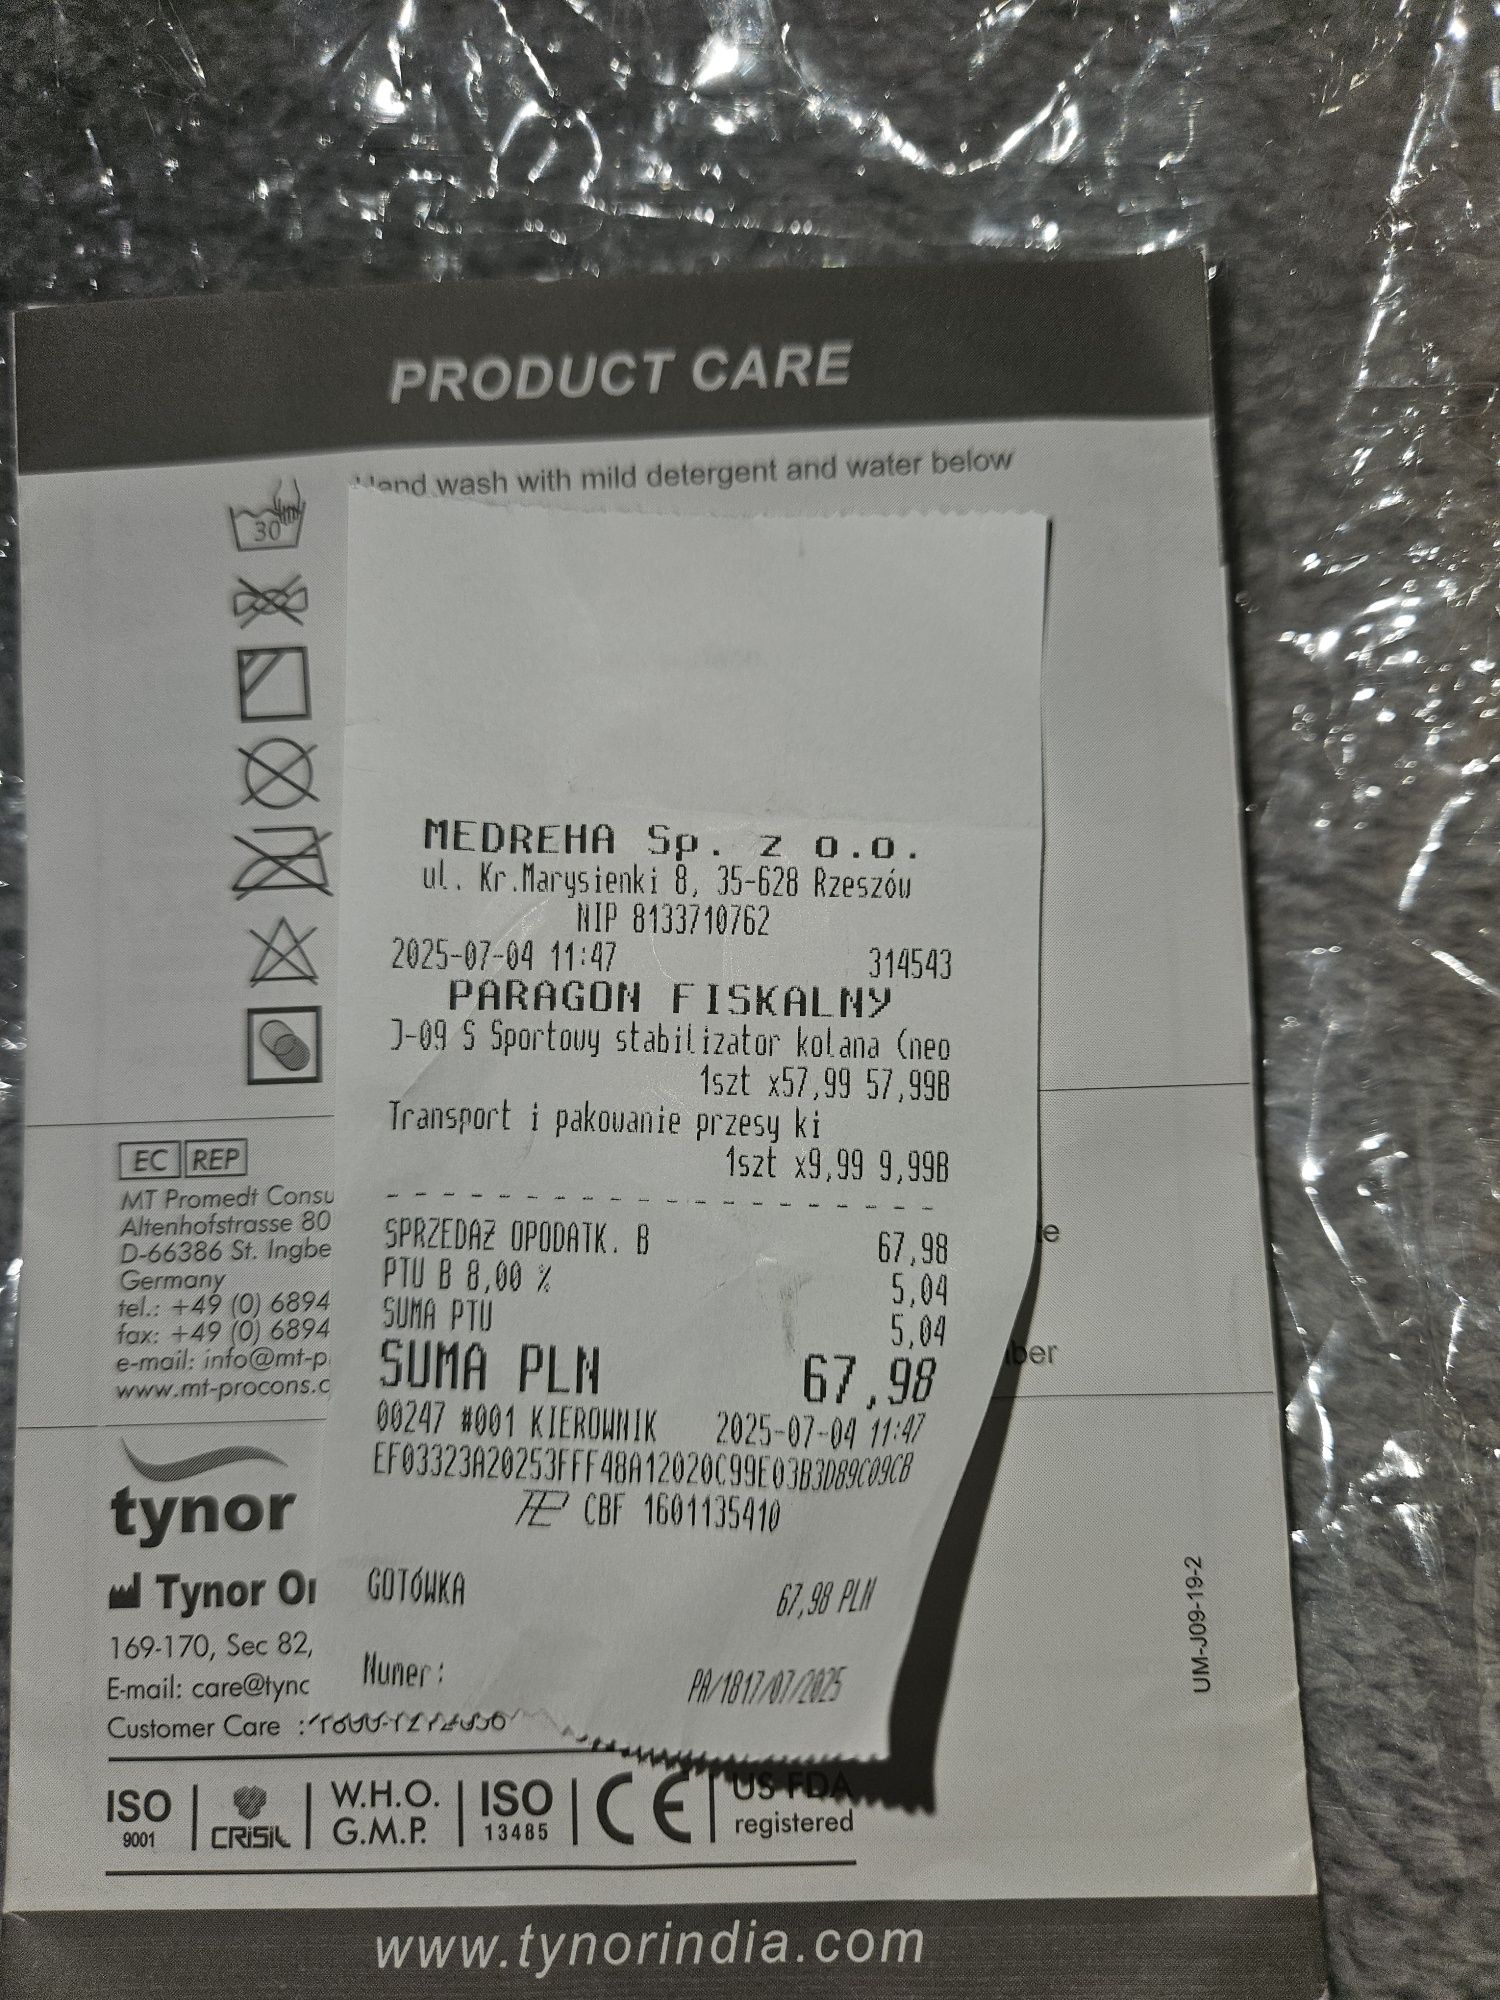 PRODUCT CARE
Hand wash with mild detergent and water below
30
MEDREHA Sp. z o.o.
ul. Kr.Marysieńki 8, 35-628 Rzeszów
NIP 8133710762
2025-07-04 11:47 314543
PARAGON FISKALNY
J-09 S Sportowy stabilizator kolana (neo
1szt x57,99 57,99B
Transport i pakowanie przesy ki
1szt x9,99 9,99B
SPRZEDAŻ OPODATK. B 67,98
PTU B 8,00 % 5,04
SUMA PTU 5,04
SUMA PLN 67,98
00247 #001 KIEROWNIK 2025-07-04 11:47
EF03323A20253FFF48A12020C99E03B3D89C09CB
CBF 1601135410
GOTÓWKA 67,98 PLN
Numer: PA/1817/07/2025
EC REP
MT Promedt Consu
Altenhofstrasse 80
D-66386 St. Ingbe
Germany
tel.: +49 (0) 6894
fax: +49 (0) 6894
e-mail: info@mt-p
www.mt-procons.c
tynor
Tynor Or
169-170, Sec 82,
E-mail: care@tync
Customer Care :
UM-J09-19-2
ISO 9001
CRISIL
W.H.O. G.M.P.
ISO 13485
CE
US FDA registered
www.tynorindia.com